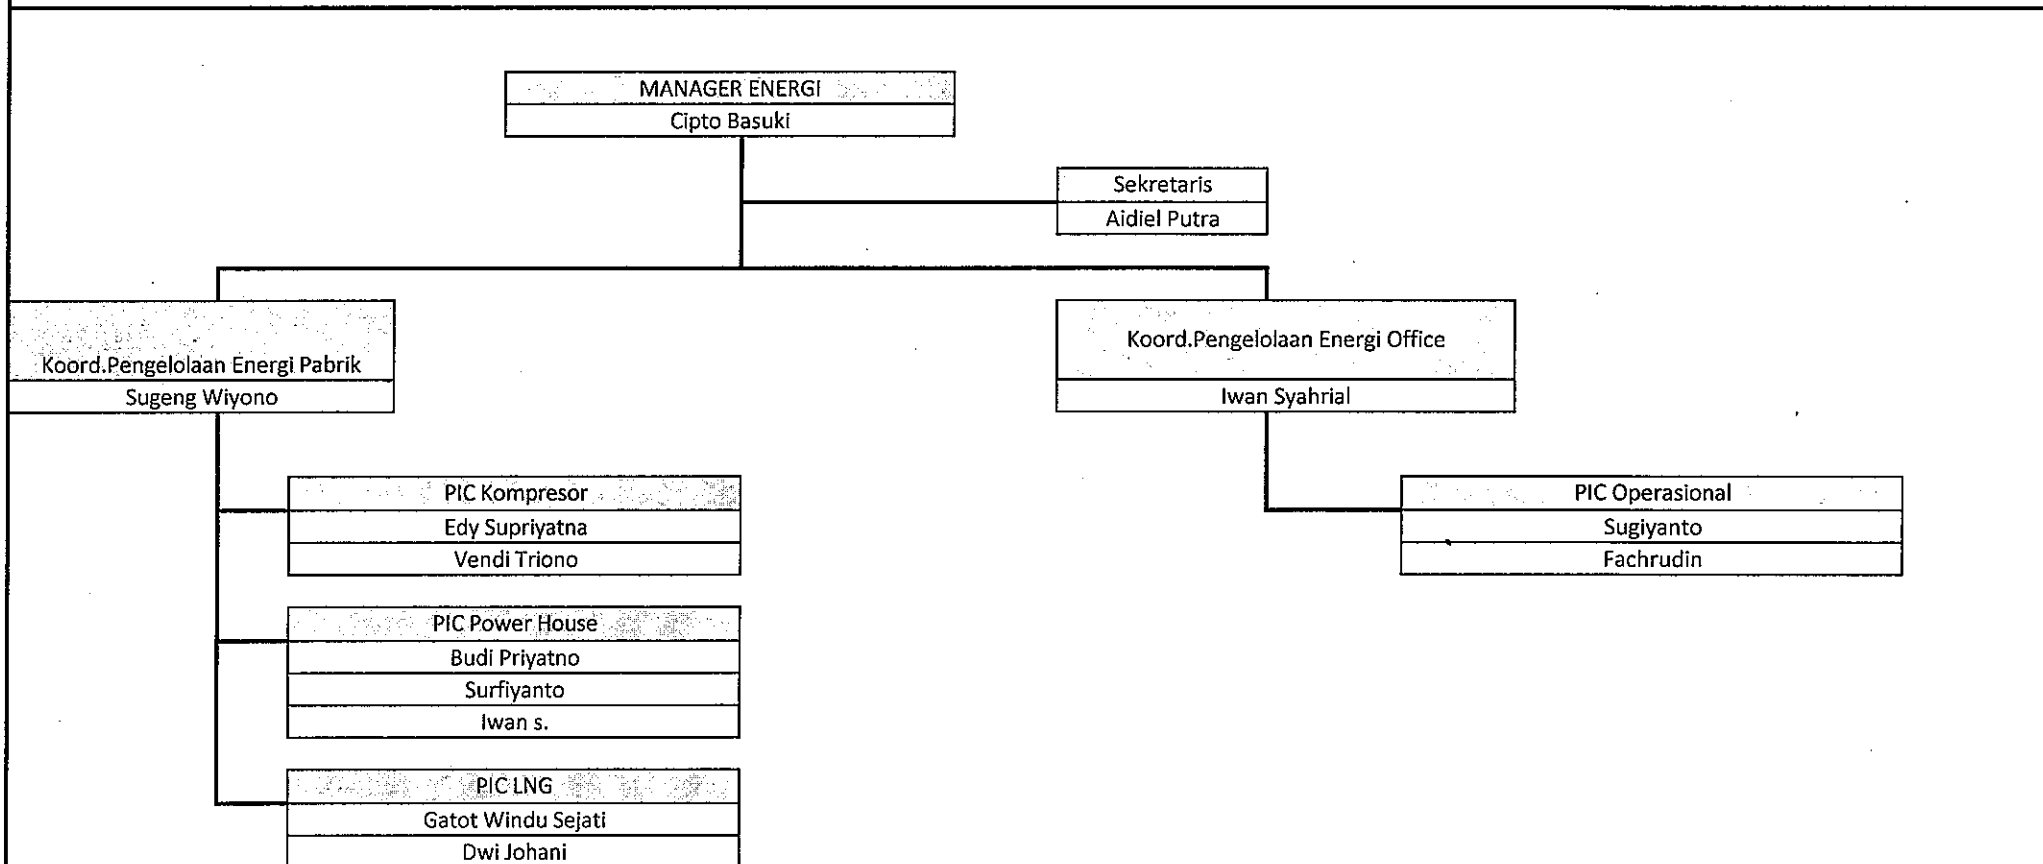 MANAGER ENERGI
Cipto Basuki
Sekretaris
Aidiel Putra
Koord.Pengelolaan Energi Pabrik
Sugeng Wiyono
Koord.Pengelolaan Energi Office
Iwan Syahrial
PIC Kompresor
Edy Supriyatna
Vendi Triono
PIC Power House
Budi Priyatno
Surfiyanto
Iwan s.
PIC LNG
Gatot Windu Sejati
Dwi Johani
PIC Operasional
Sugiyanto
Fachrudin